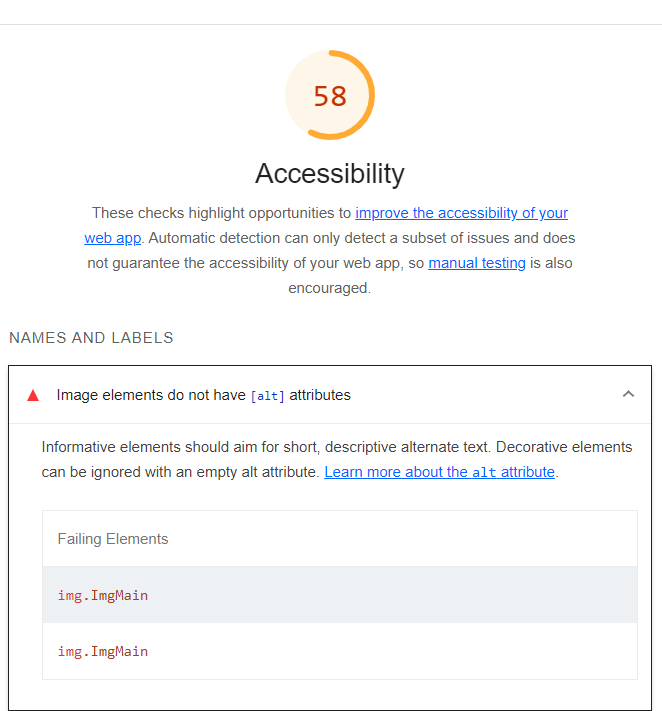 58
Accessibility
These checks highlight opportunities to improve the accessibility of your
web app. Automatic detection can only detect a subset of issues and does
not guarantee the accessibility of your web app, so manual testing is also
encouraged.
NAMES AND LABELS
Image elements do not have [alt] attributes
Informative elements should aim for short, descriptive alternate text. Decorative elements
can be ignored with an empty alt attribute. Learn more about the alt attribute.
Failing Elements
img.ImgMain
img.ImgMain